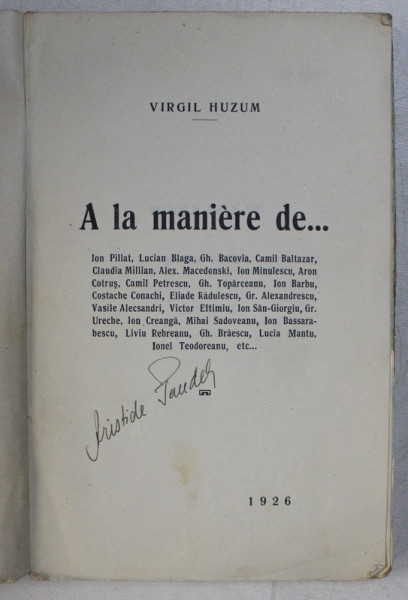 VIRGIL HUZUM
A la manière de...
Ion Pillat, Lucian Blaga, Gh. Bacovia, Camil Baltazar,
Claudia Millian, Alex. Macedonski, Ion Minulescu, Aron
Cotruş, Camil Petrescu, Gh. Topârceanu, Ion Barbu,
Costache Conachi, Eliade Rădulescu, Gr. Alexandrescu,
Vasile Alecsandri, Victor Eftimiu, Ion Sân-Giorgiu, Gr.
Ureche, Ion Creangă, Mihai Sadoveanu, Ion Bassara-
bescu, Liviu Rebreanu, Gh. Brăescu, Lucia Mantu,
Ionel Teodoreanu, etc...
Aristide
1926